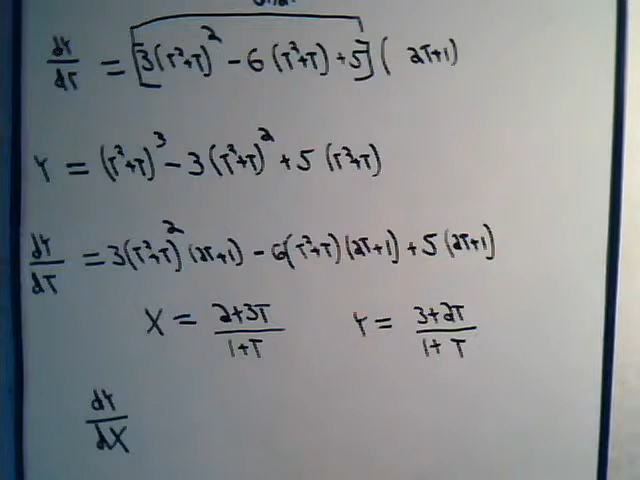 dY/dT = [3(T²+T)² - 6(T²+T)+5](2T+1)
Y = (T²+T)³ - 3(T²+T)² + 5(T²+T)
dY/dT = 3(T²+T)²(2T+1) - 6(T²+T)(2T+1) + 5(2T+1)
X = 2+3T/1+T Y = 3+2T/1+T
dY/dX